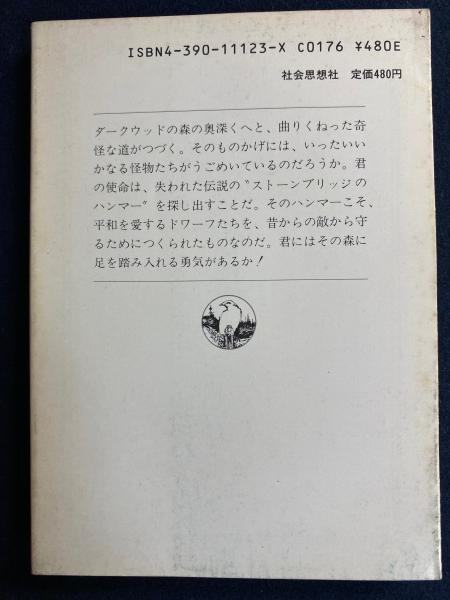 ISBN4-390-11123-X C0176 ¥480E
社会思想社 定価480円
ダークウッドの森の奥深くへと、曲りくねった奇
怪な道がつづく。そのものかげには、いったいい
かなる怪物たちがうごめいているのだろうか。君
の使命は、失われた伝説の〝ストーンブリッジの
ハンマー〟を探し出すことだ。そのハンマーこそ、
平和を愛するドワーフたちを、昔からの敵から守
るためにつくられたものなのだ。君にはその森に
足を踏み入れる勇気があるか!